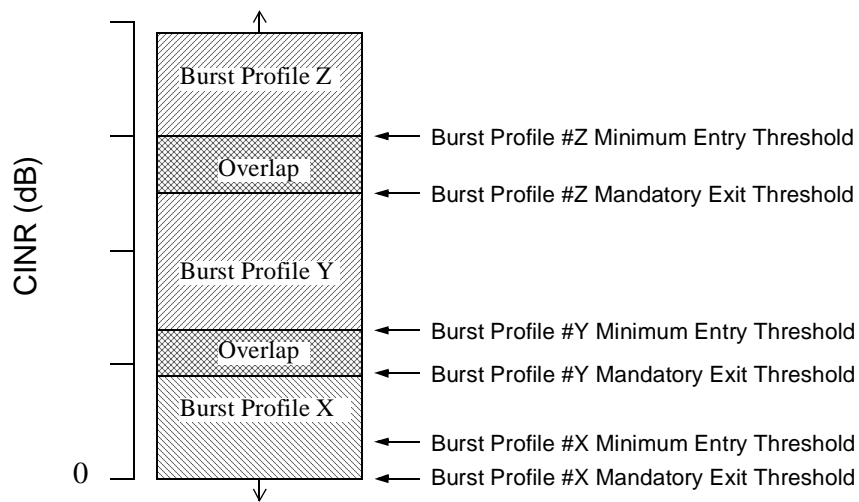 CINR (dB)
0
Burst Profile Z
Overlap
Burst Profile Y
Overlap
Burst Profile X
Burst Profile #Z Minimum Entry Threshold
Burst Profile #Z Mandatory Exit Threshold
Burst Profile #Y Minimum Entry Threshold
Burst Profile #Y Mandatory Exit Threshold
Burst Profile #X Minimum Entry Threshold
Burst Profile #X Mandatory Exit Threshold